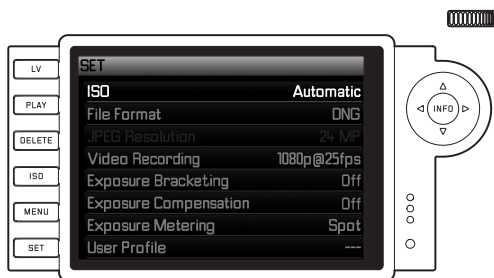 LV
PLAY
DELETE
ISO
MENU
SET
SET
ISO Automatic
File Format DNG
JPEG Resolution 24 MP
Video Recording 1080p@25fps
Exposure Bracketing Off
Exposure Compensation Off
Exposure Metering Spot
User Profile ---
INFO